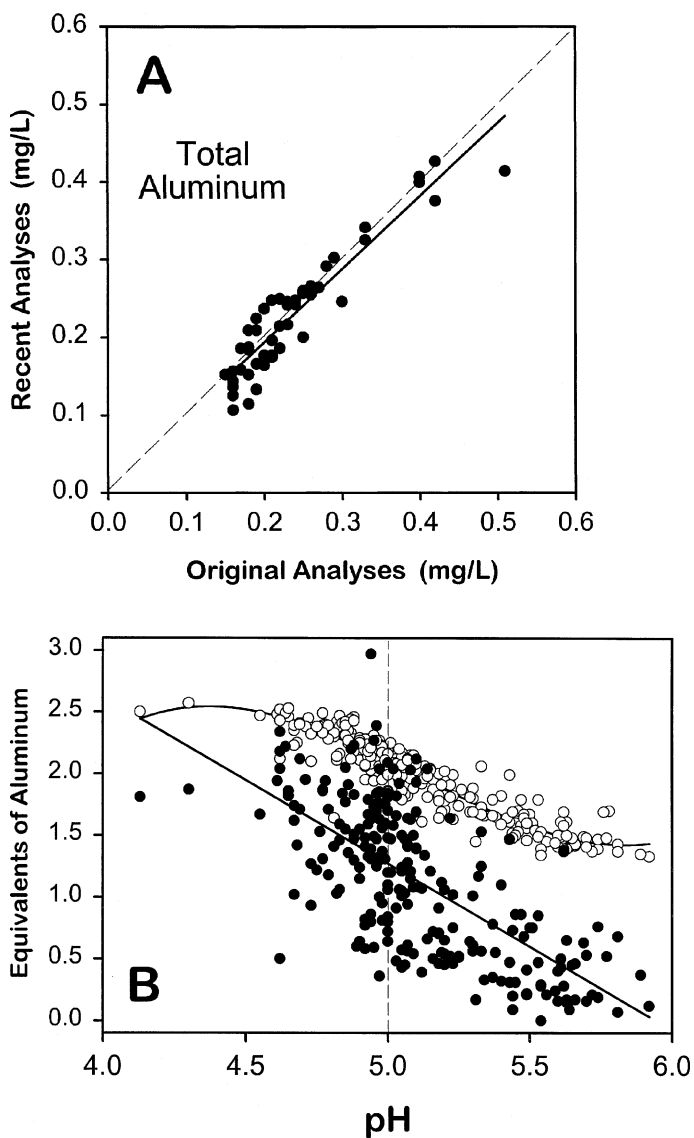 0.6
A
0.5
Total
Aluminum
0.4
0.3
0.2
0.1
0.0
Recent Analyses (mg/L)
0.0 0.1 0.2 0.3 0.4 0.5 0.6
Original Analyses (mg/L)
3.0
2.5
2.0
1.5
1.0
0.5
B
0.0
Equivalents of Aluminum
4.0 4.5 5.0 5.5 6.0
pH